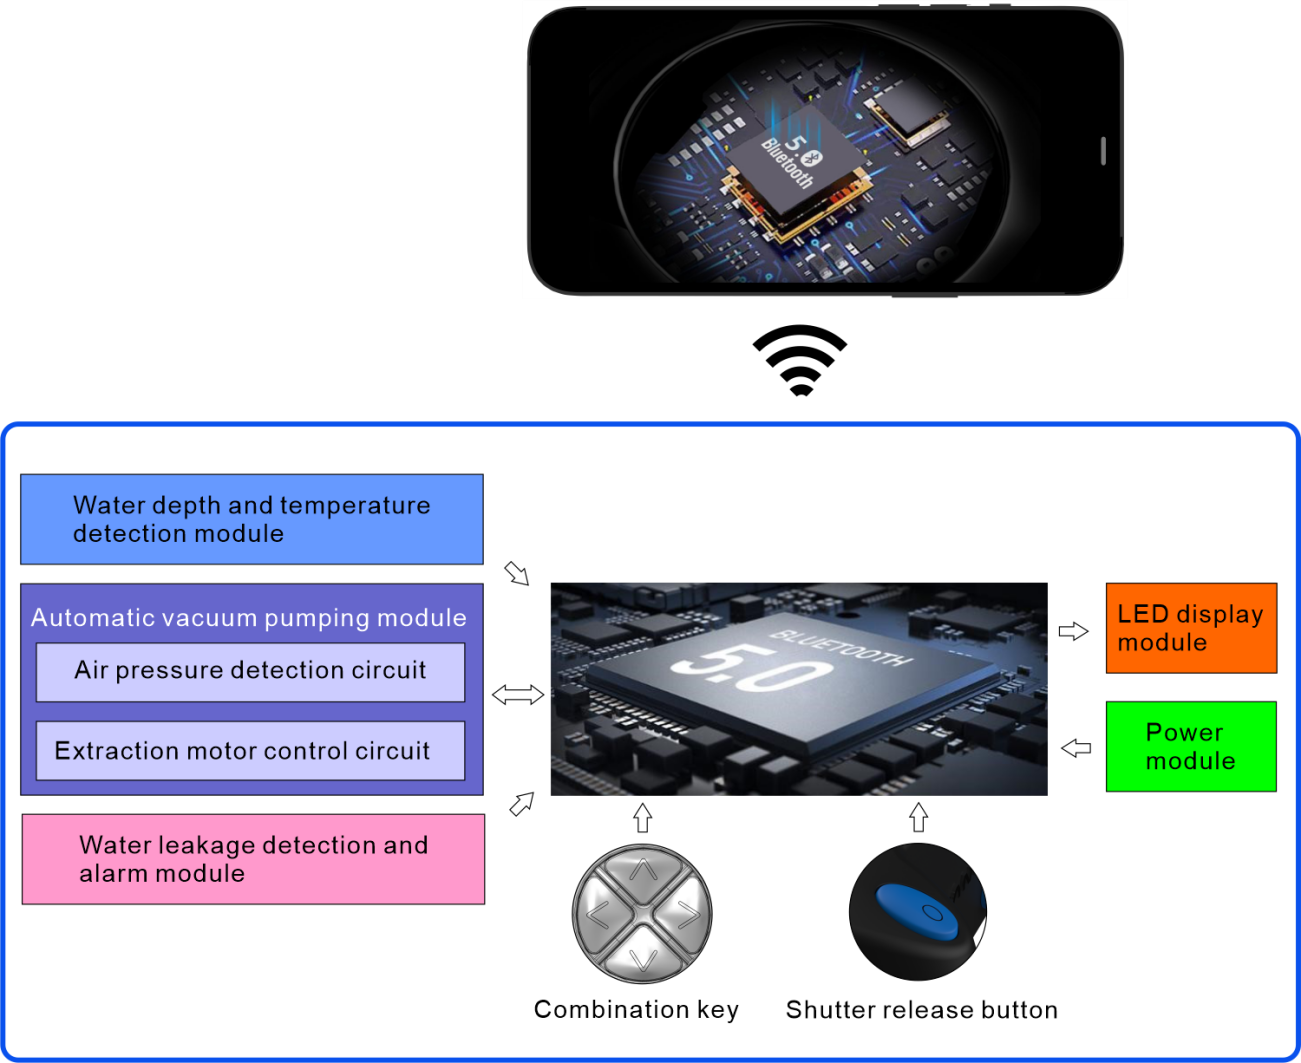 5.0
Bluetooth
Water depth and temperature
detection module
Automatic vacuum pumping module
Air pressure detection circuit
Extraction motor control circuit
Water leakage detection and
alarm module
BLUETOOTH
5.0
LED display
module
Power
module
Combination key
Shutter release button